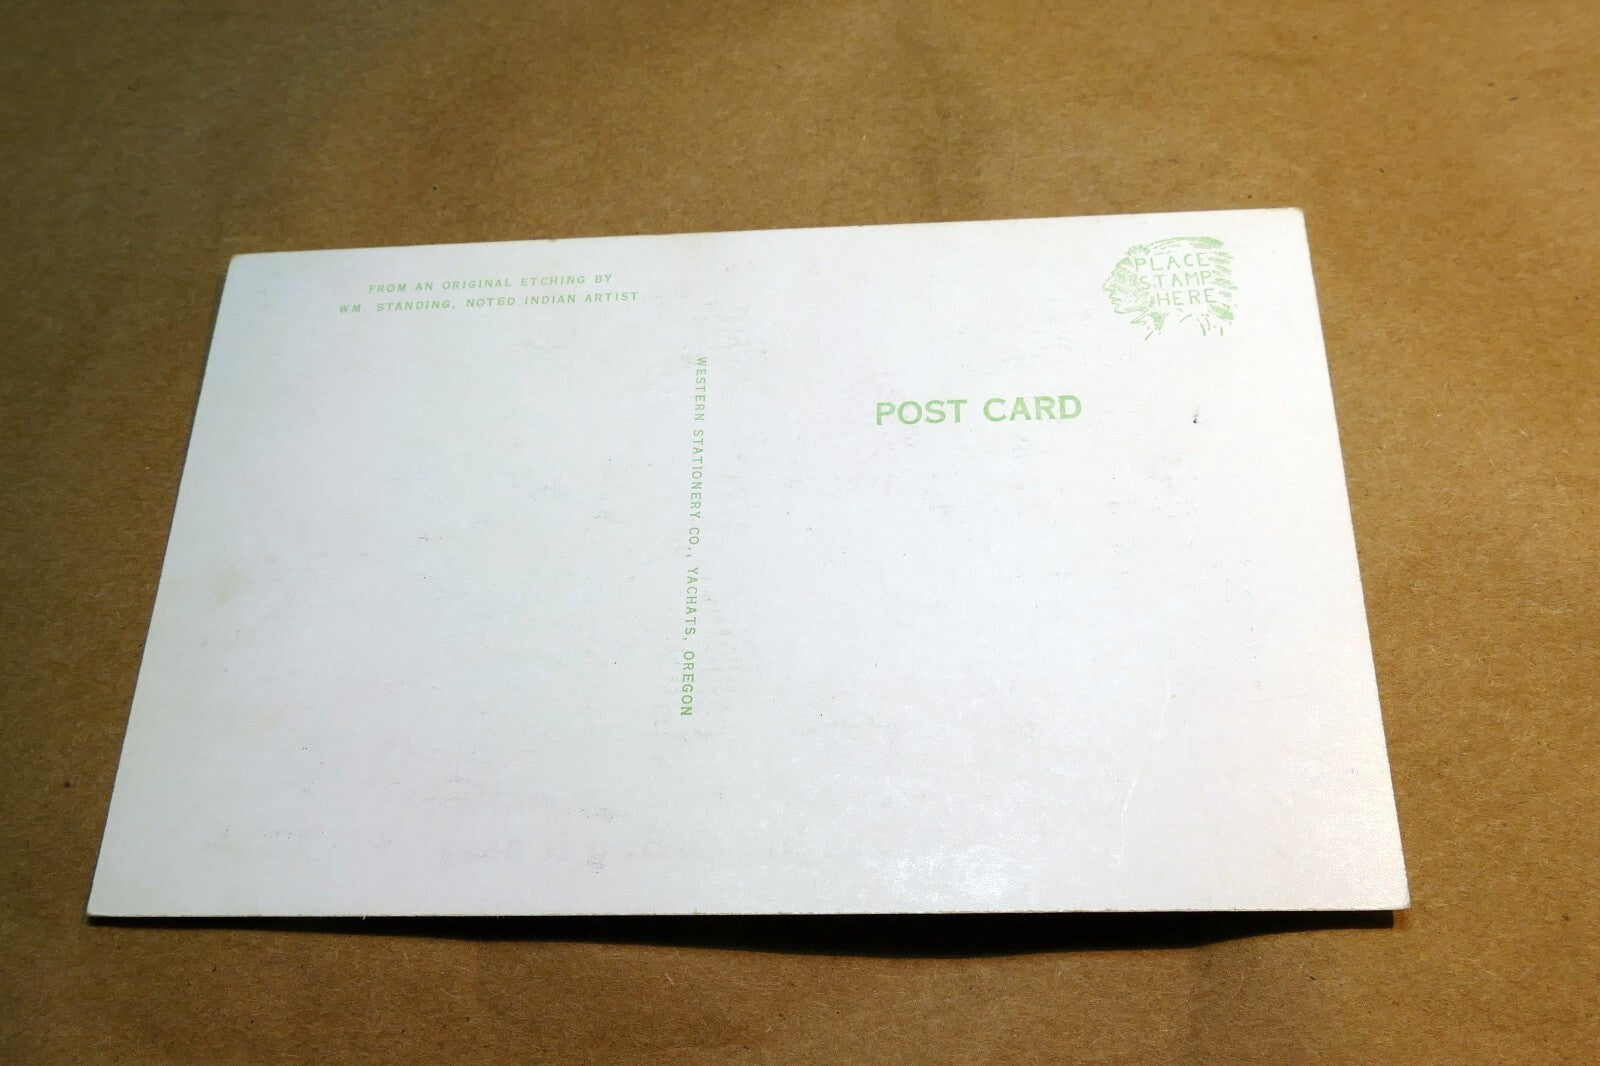 FROM AN ORIGINAL ETCHING BY
WM. STANDING, NOTED INDIAN ARTIST
PLACE
STAMP
HERE
POST CARD
WESTERN STATIONERY CO., YACHATS, OREGON